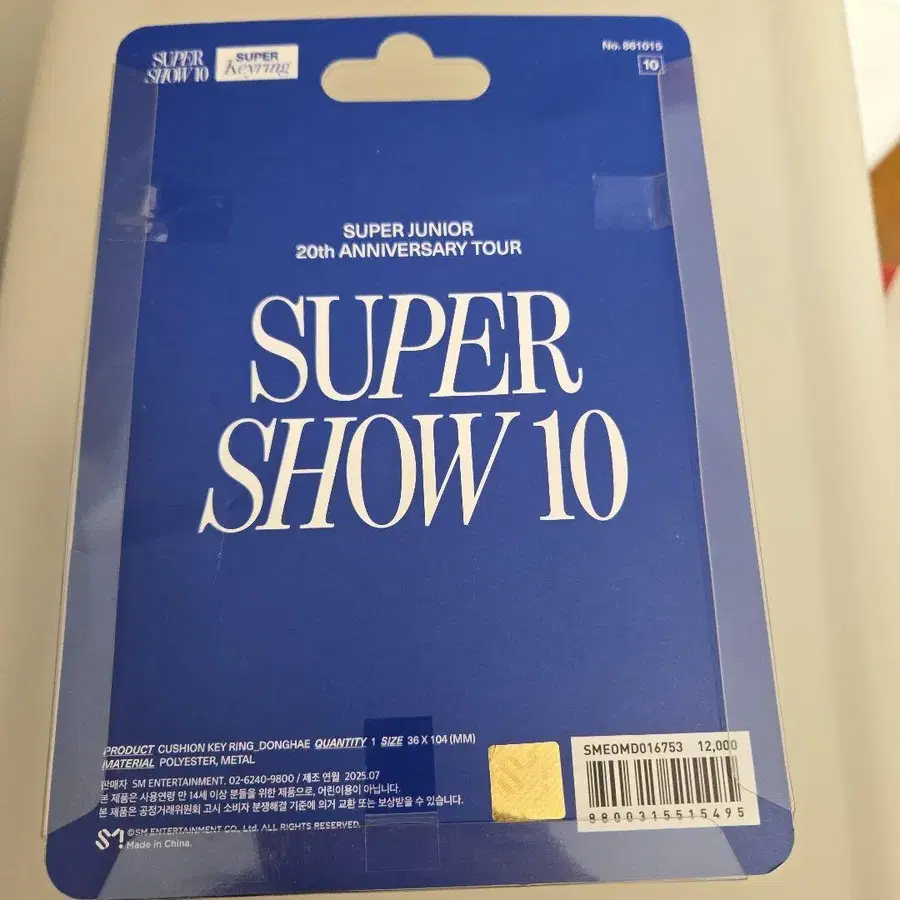 SUPER
SHOW 10
SUPER
Keyring
No. 861015
10
SUPER JUNIOR
20th ANNIVERSARY TOUR
SUPER
SHOW 10
PRODUCT CUSHION KEY RING_DONGHAE QUANTITY 1 SIZE 36 X 104 (MM)
MATERIAL POLYESTER, METAL
판매자 SM ENTERTAINMENT. 02-6240-9800 / 제조 연월 2025.07
본 제품은 사용연령 만 14세 이상 분들을 위한 제품으로, 어린이용이 아닙니다.
본 제품은 공정거래위원회 고시 소비자 분쟁해결 기준에 의거 교환 또는 보상받을 수 있습니다.
SM!
©SM ENTERTAINMENT CO., Ltd. ALL RIGHTS RESERVED.
Made in China.
SMEOMD016753 12,000
8800315515495